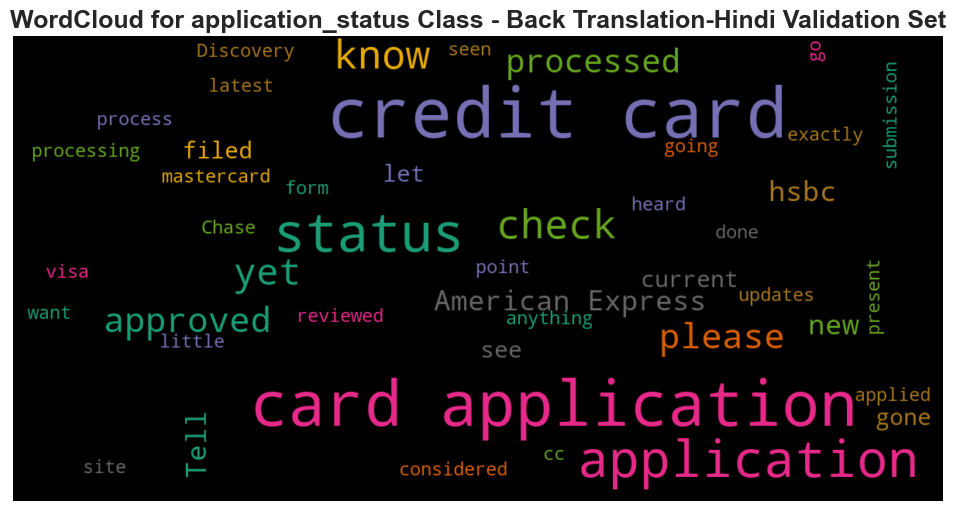 WordCloud for application_status Class - Back Translation-Hindi Validation Set
Discovery
know
seen
processed
go
latest
credit card
submission
process
exactly
processing
filed
going
mastercard
let
form
hsbc
heard
Chase
status
check
done
visa
yet
point
current
present
want
American Express
updates
approved
reviewed
anything
new
little
see
please
card application
applied
gone
Tell
site
considered
cc
application